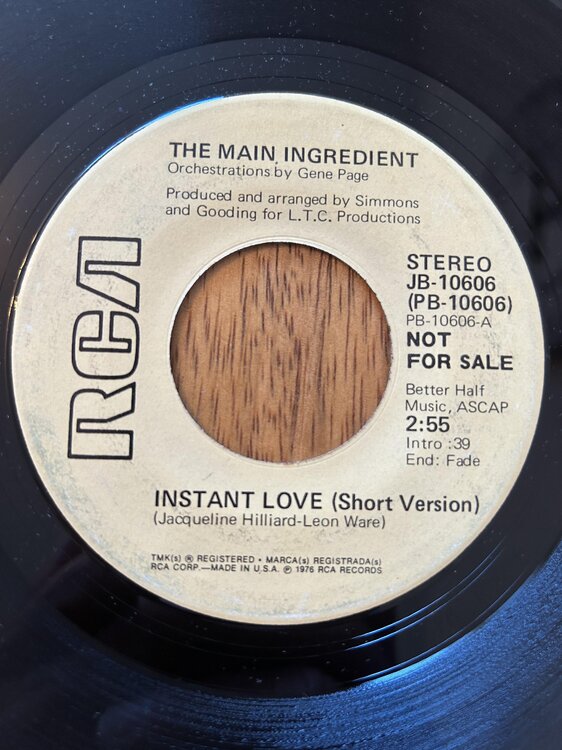 THE MAIN INGREDIENT
Orchestrations by Gene Page
Produced and arranged by Simmons
and Gooding for L.T.C. Productions
RCA
STEREO
JB-10606
(PB-10606)
PB-10606-A
NOT
FOR SALE
Better Half
Music, ASCAP
2:55
Intro :39
End: Fade
INSTANT LOVE (Short Version)
(Jacqueline Hilliard-Leon Ware)
TMK(s) ® REGISTERED • MARCA(s) REGISTRADA(s)
RCA CORP.—MADE IN U.S.A. ℗ 1976 RCA RECORDS